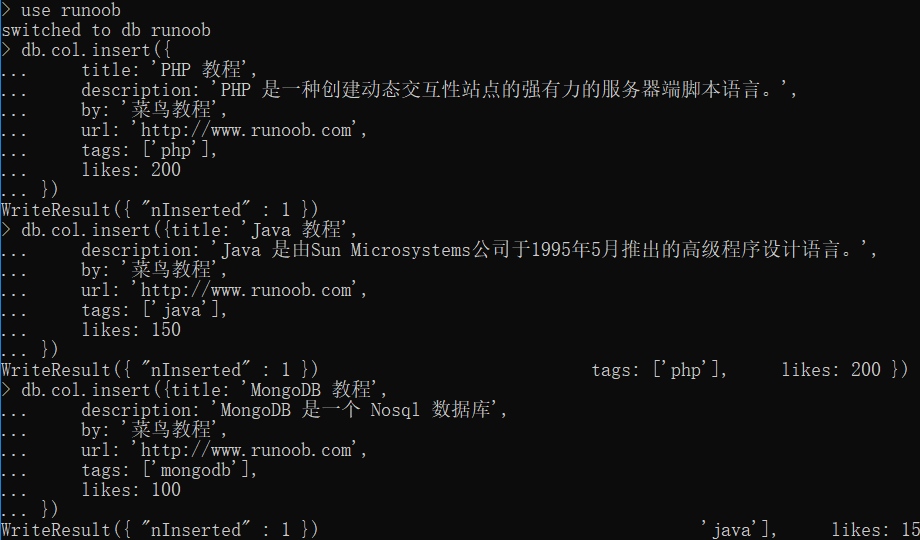 > use runoob
switched to db runoob
> db.col.insert({
...     title: 'PHP 教程',
...     description: 'PHP 是一种创建动态交互性站点的强有力的服务器端脚本语言。',
...     by: '菜鸟教程',
...     url: 'http://www.runoob.com',
...     tags: ['php'],
...     likes: 200
... })
WriteResult({ "nInserted" : 1 })
> db.col.insert({title: 'Java 教程',
...     description: 'Java 是由Sun Microsystems公司于1995年5月推出的高级程序设计语言。',
...     by: '菜鸟教程',
...     url: 'http://www.runoob.com',
...     tags: ['java'],
...     likes: 150
... })
WriteResult({ "nInserted" : 1 })                           tags: ['php'],     likes: 200 })
> db.col.insert({title: 'MongoDB 教程',
...     description: 'MongoDB 是一个 Nosql 数据库',
...     by: '菜鸟教程',
...     url: 'http://www.runoob.com',
...     tags: ['mongodb'],
...     likes: 100
... })
WriteResult({ "nInserted" : 1 })                                      'java'],     likes: 15